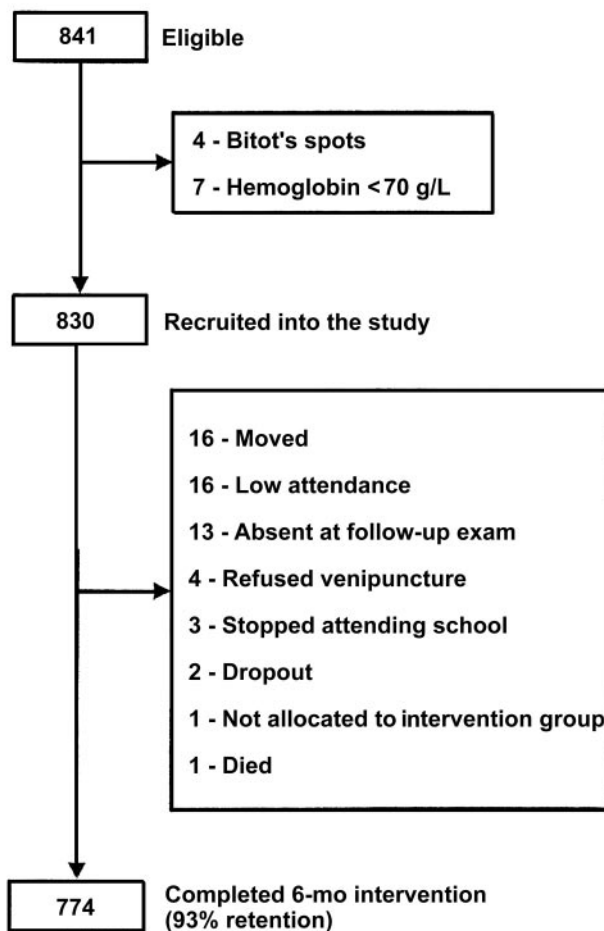 841 Eligible
4 - Bitot's spots
7 - Hemoglobin <70 g/L
830 Recruited into the study
16 - Moved
16 - Low attendance
13 - Absent at follow-up exam
4 - Refused venipuncture
3 - Stopped attending school
2 - Dropout
1 - Not allocated to intervention group
1 - Died
774 Completed 6-mo intervention
(93% retention)